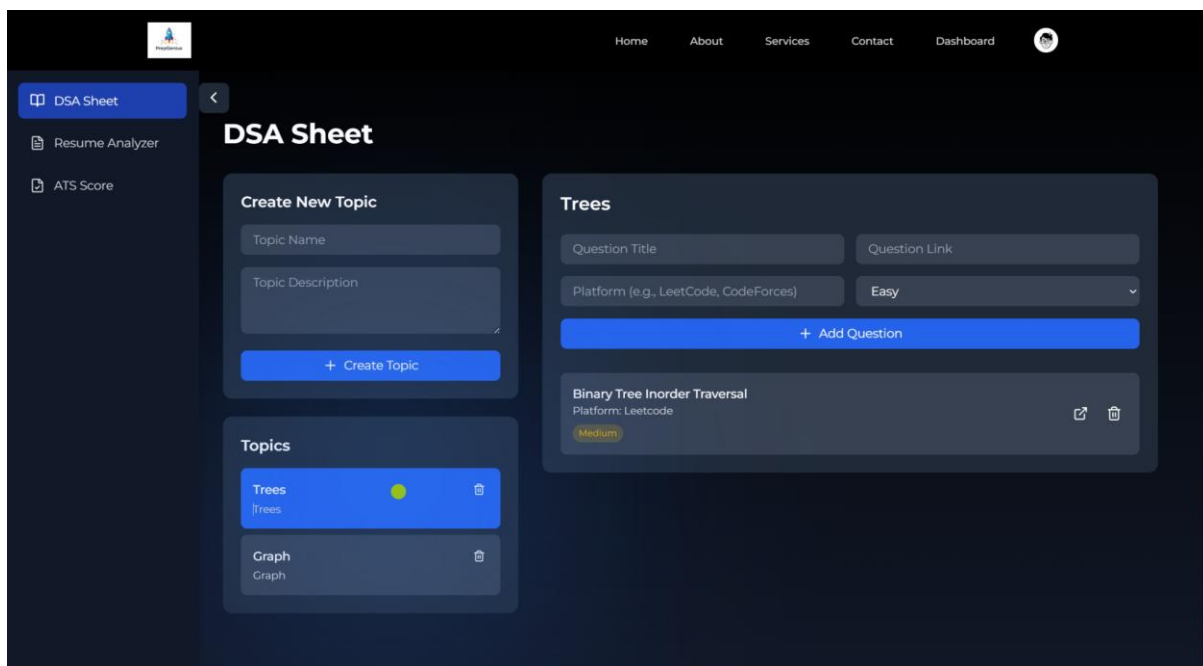 PrepGenius
Home About Services Contact Dashboard
DSA Sheet
Resume Analyzer
ATS Score
DSA Sheet
Create New Topic
Topic Name
Topic Description
+ Create Topic
Topics
Trees
Trees
Graph
Graph
Trees
Question Title Question Link
Platform (e.g., LeetCode, CodeForces) Easy
+ Add Question
Binary Tree Inorder Traversal
Platform: Leetcode
Medium